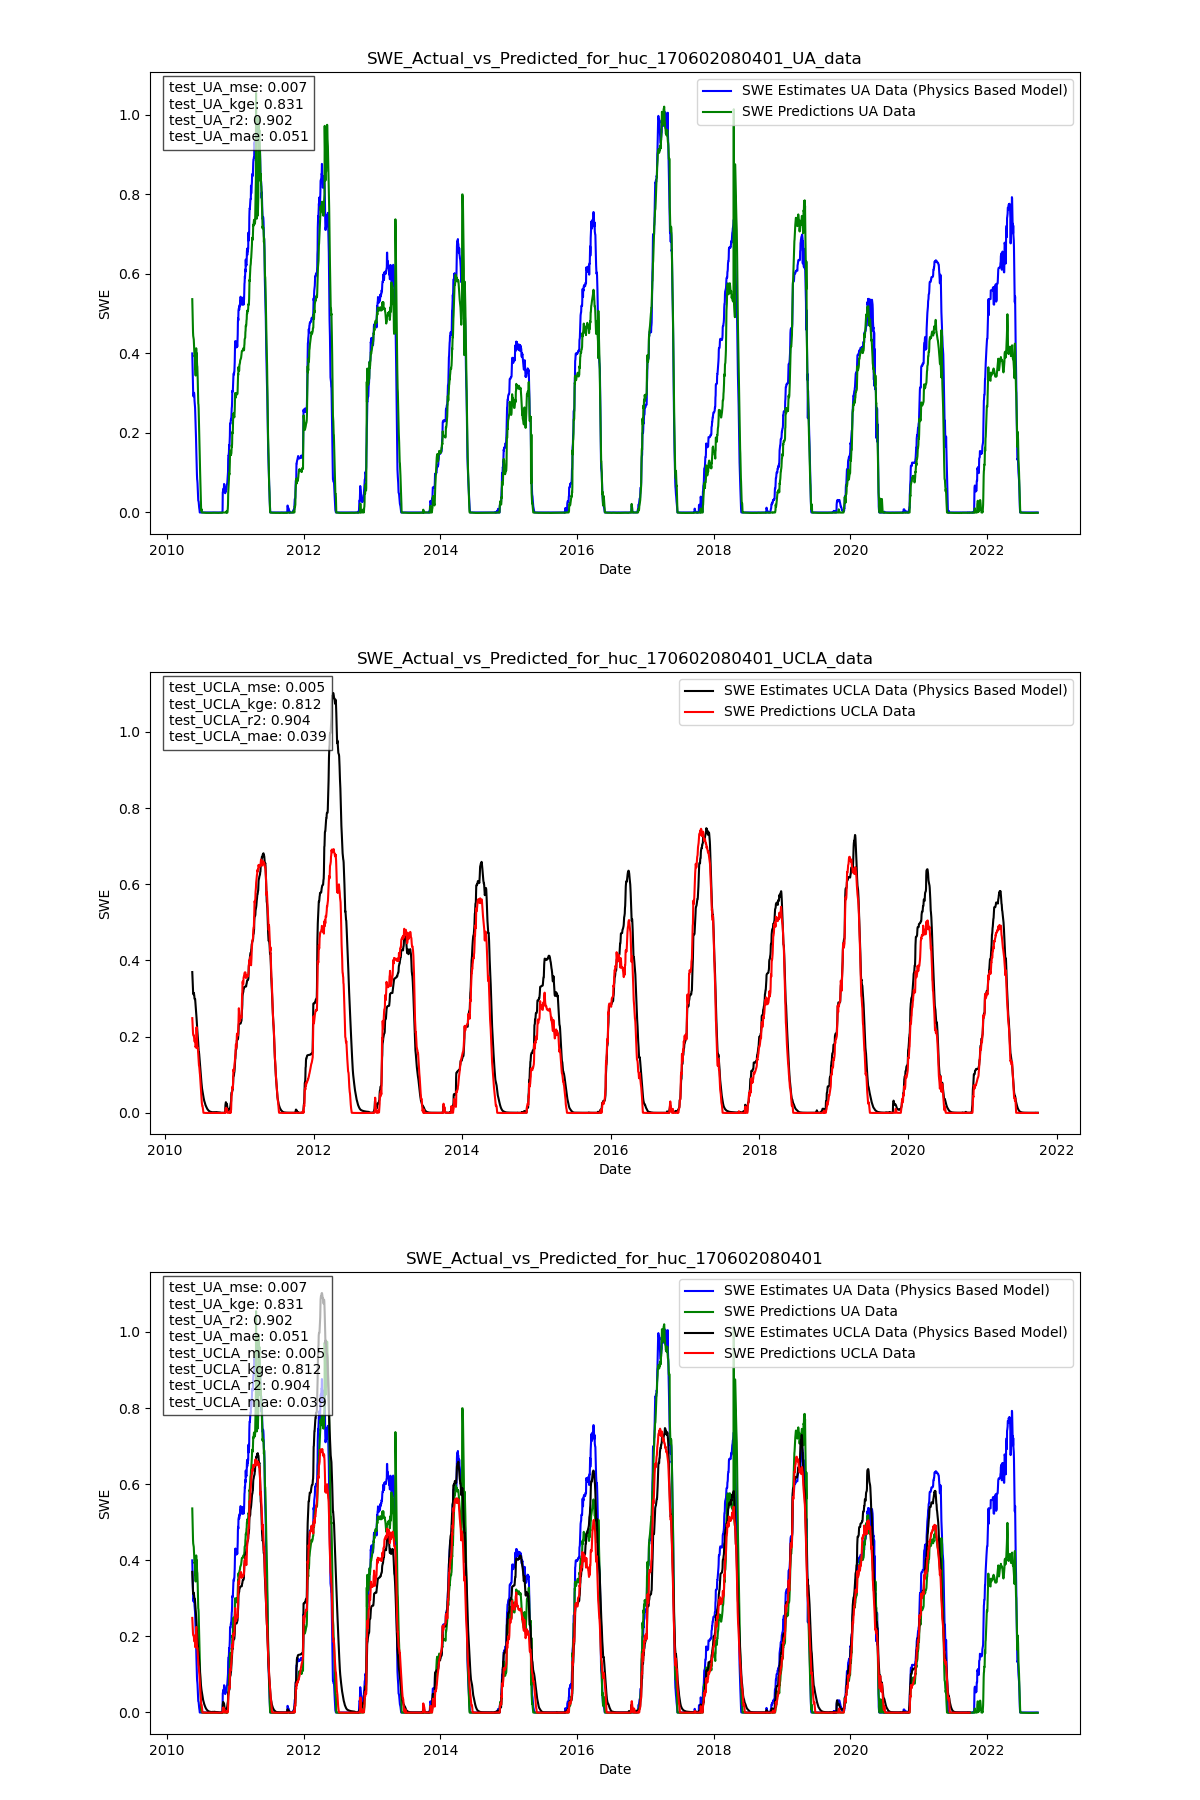 SWE_Actual_vs_Predicted_for_huc_170602080401_UA_data
test_UA_mse: 0.007
test_UA_kge: 0.831
test_UA_r2: 0.902
test_UA_mae: 0.051
SWE Estimates UA Data (Physics Based Model)
SWE Predictions UA Data
1.0
0.8
0.6
0.4
0.2
0.0
SWE
2010 2012 2014 2016 2018 2020 2022
Date
SWE_Actual_vs_Predicted_for_huc_170602080401_UCLA_data
test_UCLA_mse: 0.005
test_UCLA_kge: 0.812
test_UCLA_r2: 0.904
test_UCLA_mae: 0.039
SWE Estimates UCLA Data (Physics Based Model)
SWE Predictions UCLA Data
1.0
0.8
0.6
0.4
0.2
0.0
SWE
2010 2012 2014 2016 2018 2020 2022
Date
SWE_Actual_vs_Predicted_for_huc_170602080401
test_UA_mse: 0.007
test_UA_kge: 0.831
test_UA_r2: 0.902
test_UA_mae: 0.051
test_UCLA_mse: 0.005
test_UCLA_kge: 0.812
test_UCLA_r2: 0.904
test_UCLA_mae: 0.039
SWE Estimates UA Data (Physics Based Model)
SWE Predictions UA Data
SWE Estimates UCLA Data (Physics Based Model)
SWE Predictions UCLA Data
1.0
0.8
0.6
0.4
0.2
0.0
SWE
2010 2012 2014 2016 2018 2020 2022
Date